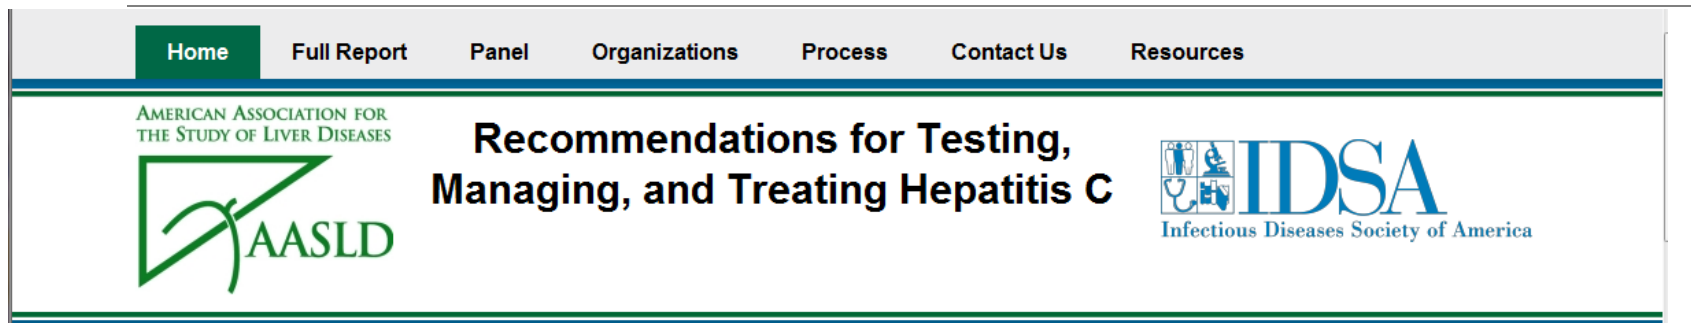 Home Full Report Panel Organizations Process Contact Us Resources
AMERICAN ASSOCIATION FOR
THE STUDY OF LIVER DISEASES
AASLD
Recommendations for Testing,
Managing, and Treating Hepatitis C
IDSA
Infectious Diseases Society of America